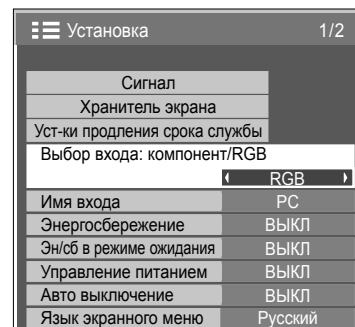 Установка 1/2
Сигнал
Хранитель экрана
Уст-ки продления срока службы
Выбор входа: компонент/RGB
RGB
Имя входа PC
Энергосбережение ВЫКЛ
Эн/сб в режиме ожидания ВЫКЛ
Управление питанием ВЫКЛ
Авто выключение ВЫКЛ
Язык экранного меню Русский